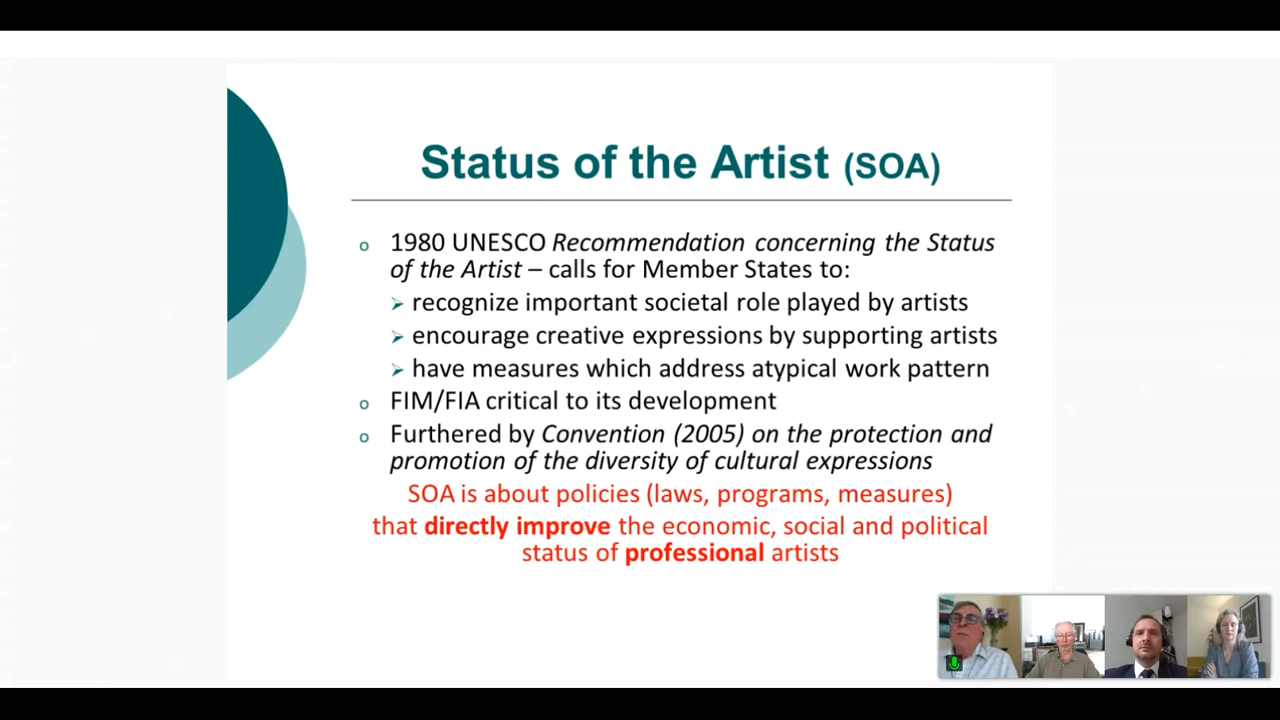 Status of the Artist (SOA)
o 1980 UNESCO Recommendation concerning the Status
of the Artist – calls for Member States to:
➢ recognize important societal role played by artists
➢ encourage creative expressions by supporting artists
➢ have measures which address atypical work pattern
o FIM/FIA critical to its development
o Furthered by Convention (2005) on the protection and
promotion of the diversity of cultural expressions
SOA is about policies (laws, programs, measures)
that directly improve the economic, social and political
status of professional artists